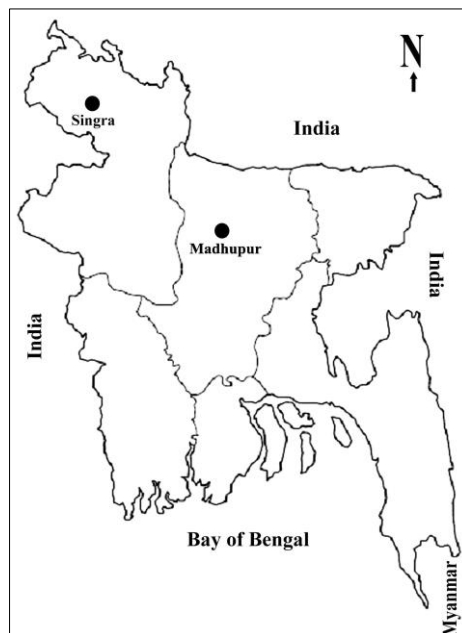 N
Singra
India
Madhupur
India
India
Bay of Bengal
Myanmar